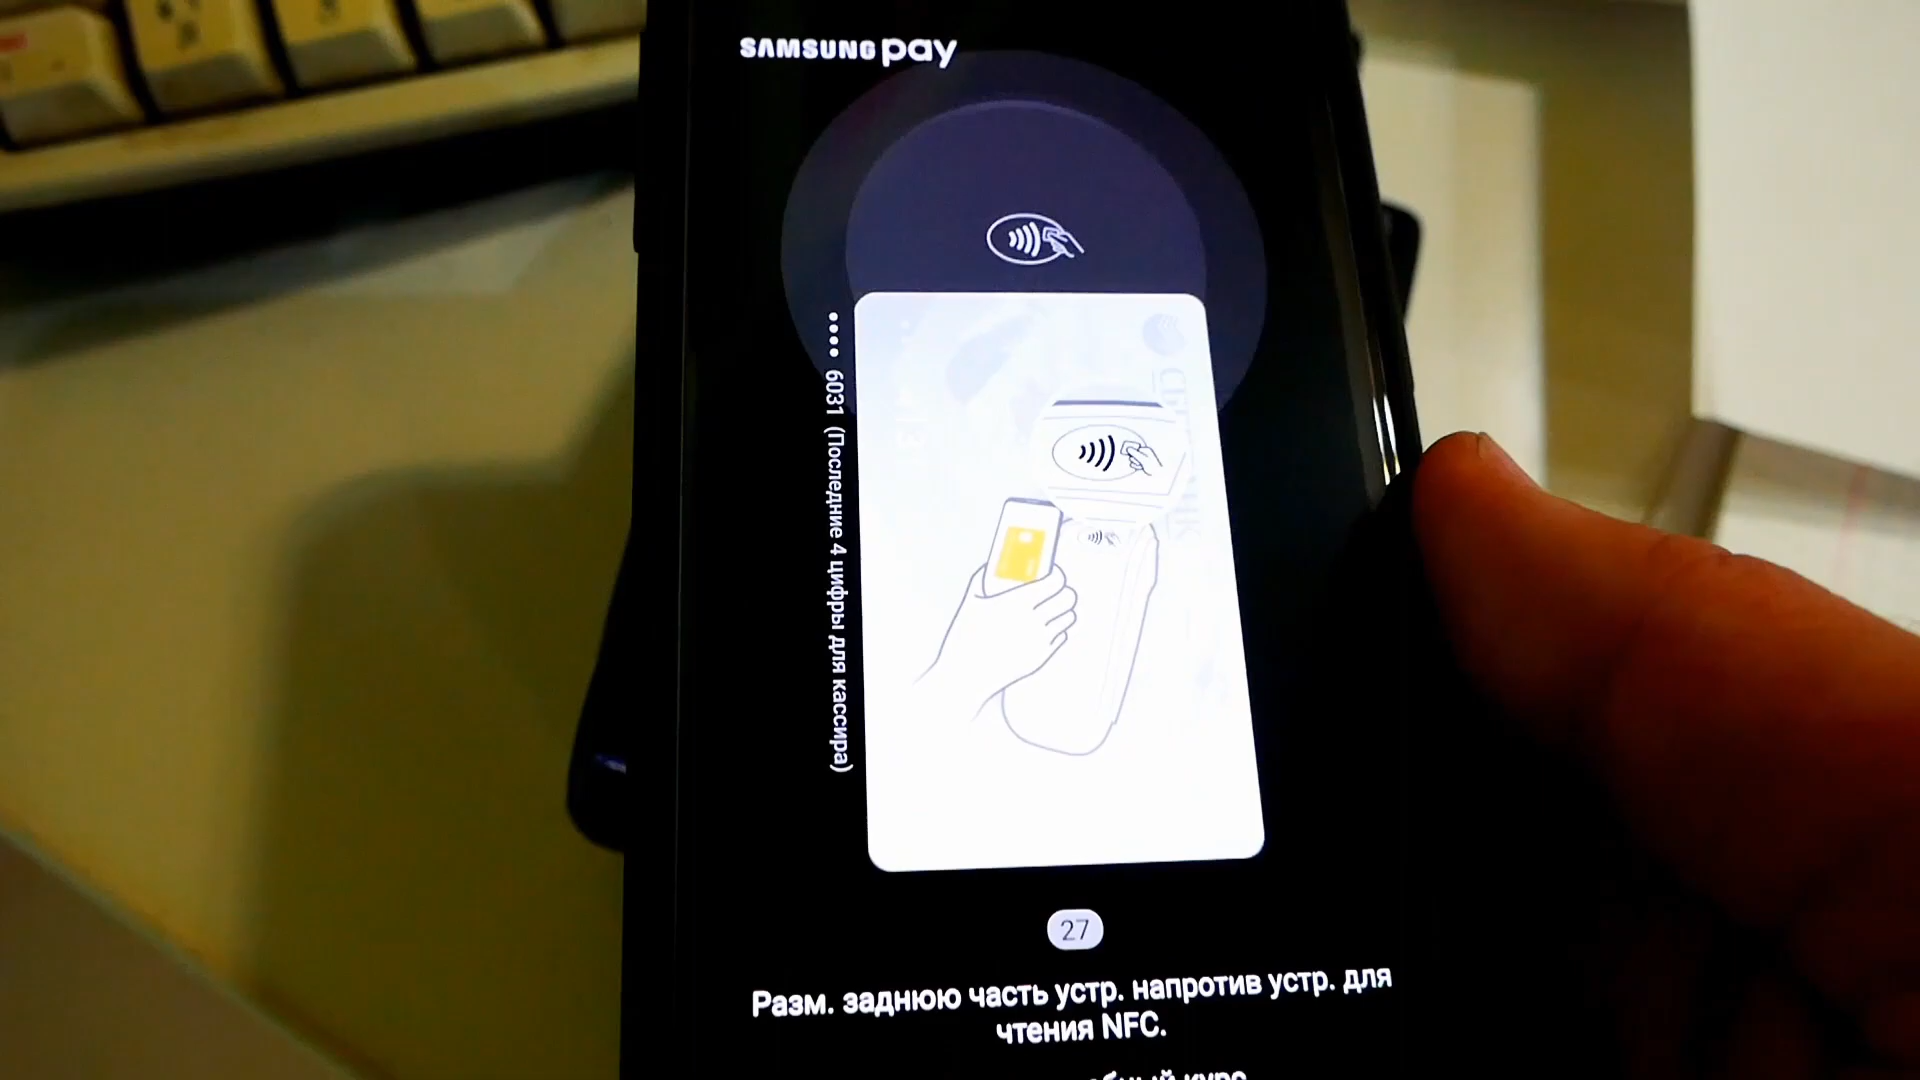 SAMSUNG pay
•••• 6031 (Последние 4 цифры для кассира)
27
Разм. заднюю часть устр. напротив устр. для
чтения NFC.